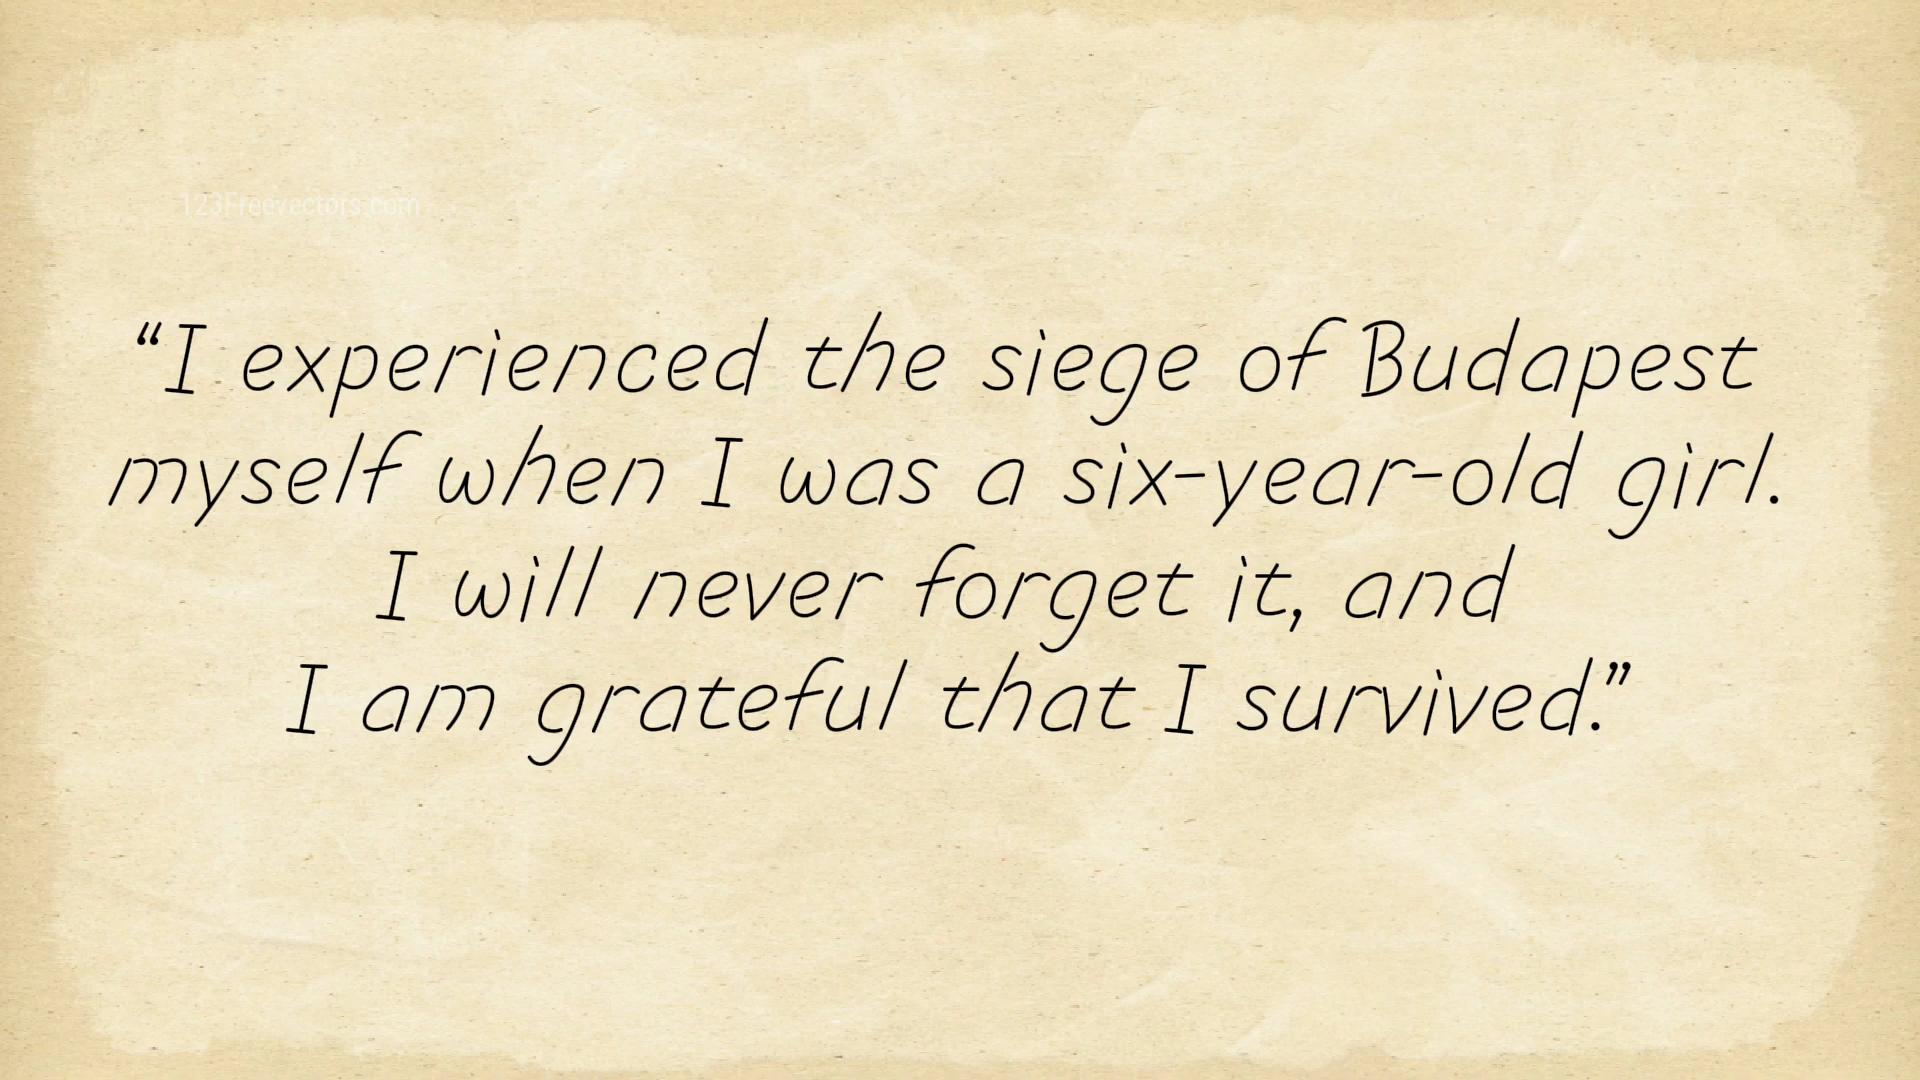 123Freevectors.com
“I experienced the siege of Budapest
myself when I was a six-year-old girl.
I will never forget it, and
I am grateful that I survived.”